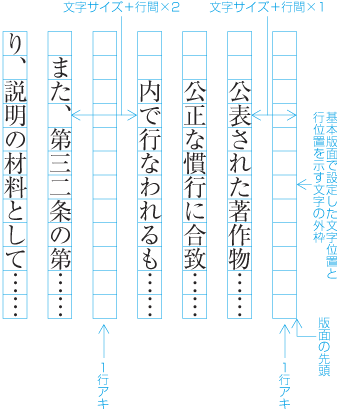 文字サイズ+行間×2
文字サイズ+行間×1
基本版面で設定した文字位置と
行位置を示す文字の外枠
版面の先頭
1行アキ
公表された著作物……
公正な慣行に合致……
内で行なわれるも……
1行アキ
また、第三二条の第……
り、説明の材料として……